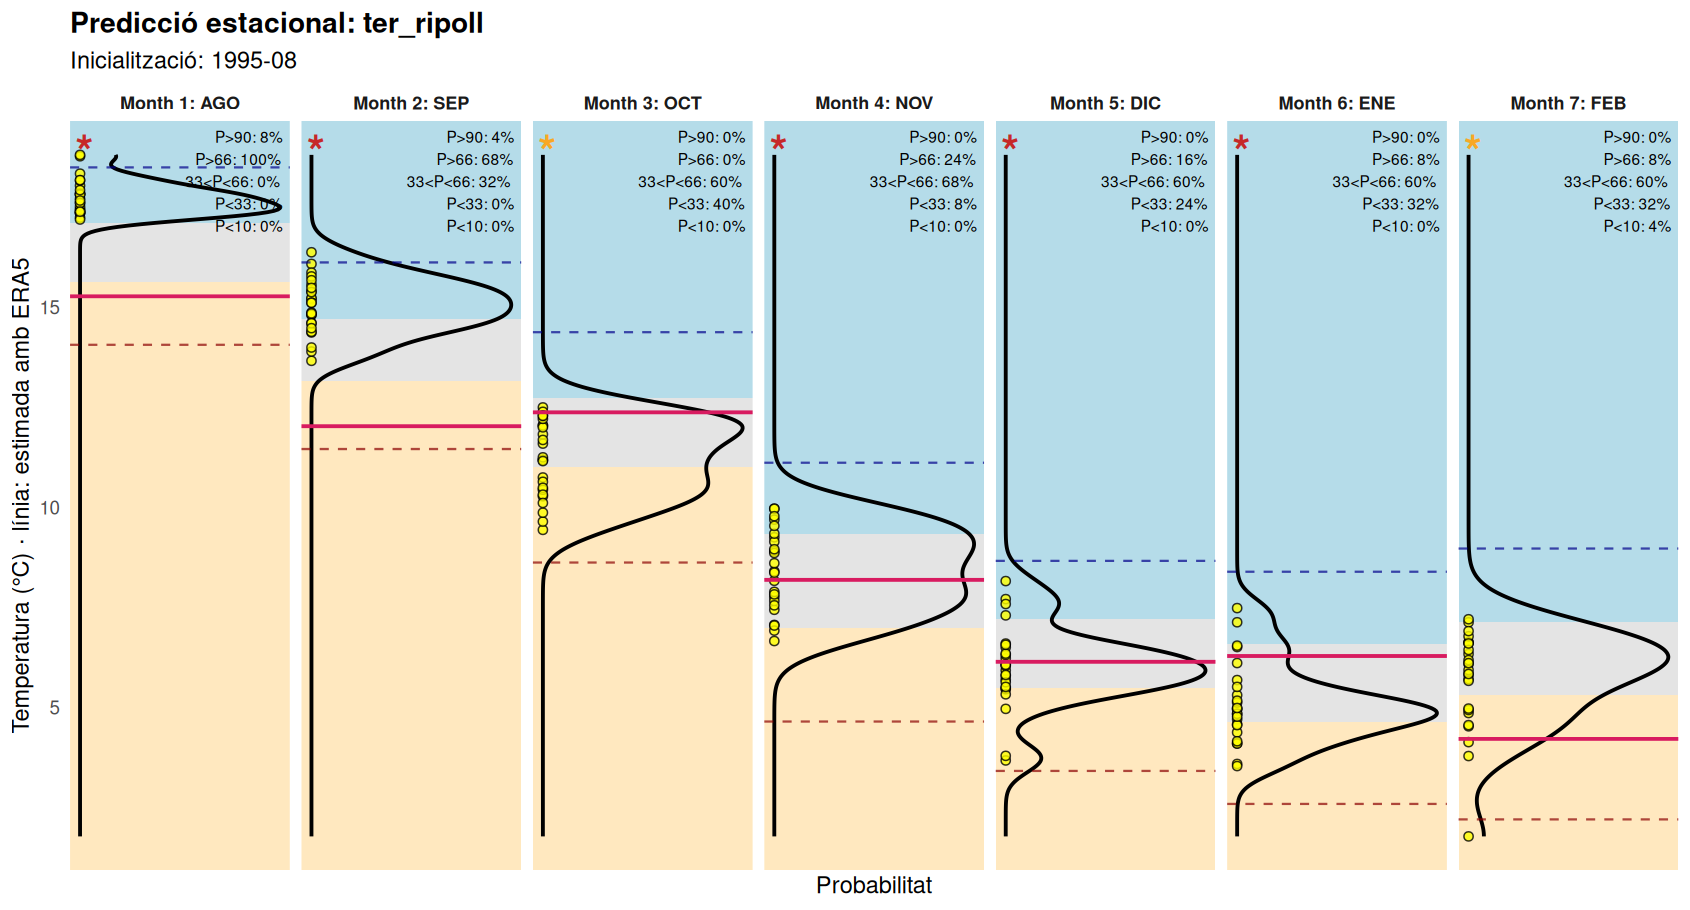 Predicció estacional: ter_ripoll
Inicialització: 1995-08
Month 1: AGO
Month 2: SEP
Month 3: OCT
Month 4: NOV
Month 5: DIC
Month 6: ENE
Month 7: FEB
*
P>90: 8%
P>66: 100%
33<P<66: 0%
P<33: 0%
P<10: 0%
*
P>90: 4%
P>66: 68%
33<P<66: 32%
P<33: 0%
P<10: 0%
*
P>90: 0%
P>66: 0%
33<P<66: 60%
P<33: 40%
P<10: 0%
*
P>90: 0%
P>66: 24%
33<P<66: 68%
P<33: 8%
P<10: 0%
*
P>90: 0%
P>66: 16%
33<P<66: 60%
P<33: 24%
P<10: 0%
*
P>90: 0%
P>66: 8%
33<P<66: 60%
P<33: 32%
P<10: 0%
*
P>90: 0%
P>66: 8%
33<P<66: 60%
P<33: 32%
P<10: 4%
15
10
5
Temperatura (°C) · línia: estimada amb ERA5
Probabilitat